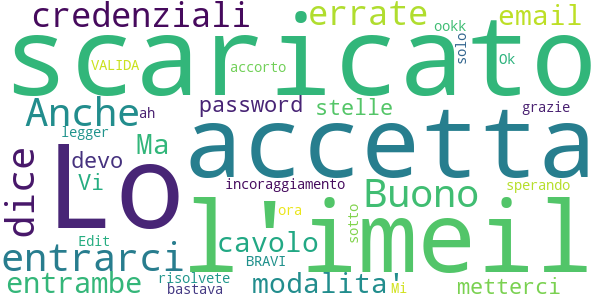 credenziali errate email
scaricato
ookk solo Ok
VALIDA accorto
Anche ah password stelle grazie
legger Ma accetta
dice Lo devo
Vi incoraggiamento Buono sperando
l'imeil
ora sotto
Edit cavolo
entrarci BRAVI
entrambe risolvete modalita' metterci
bastava Mi